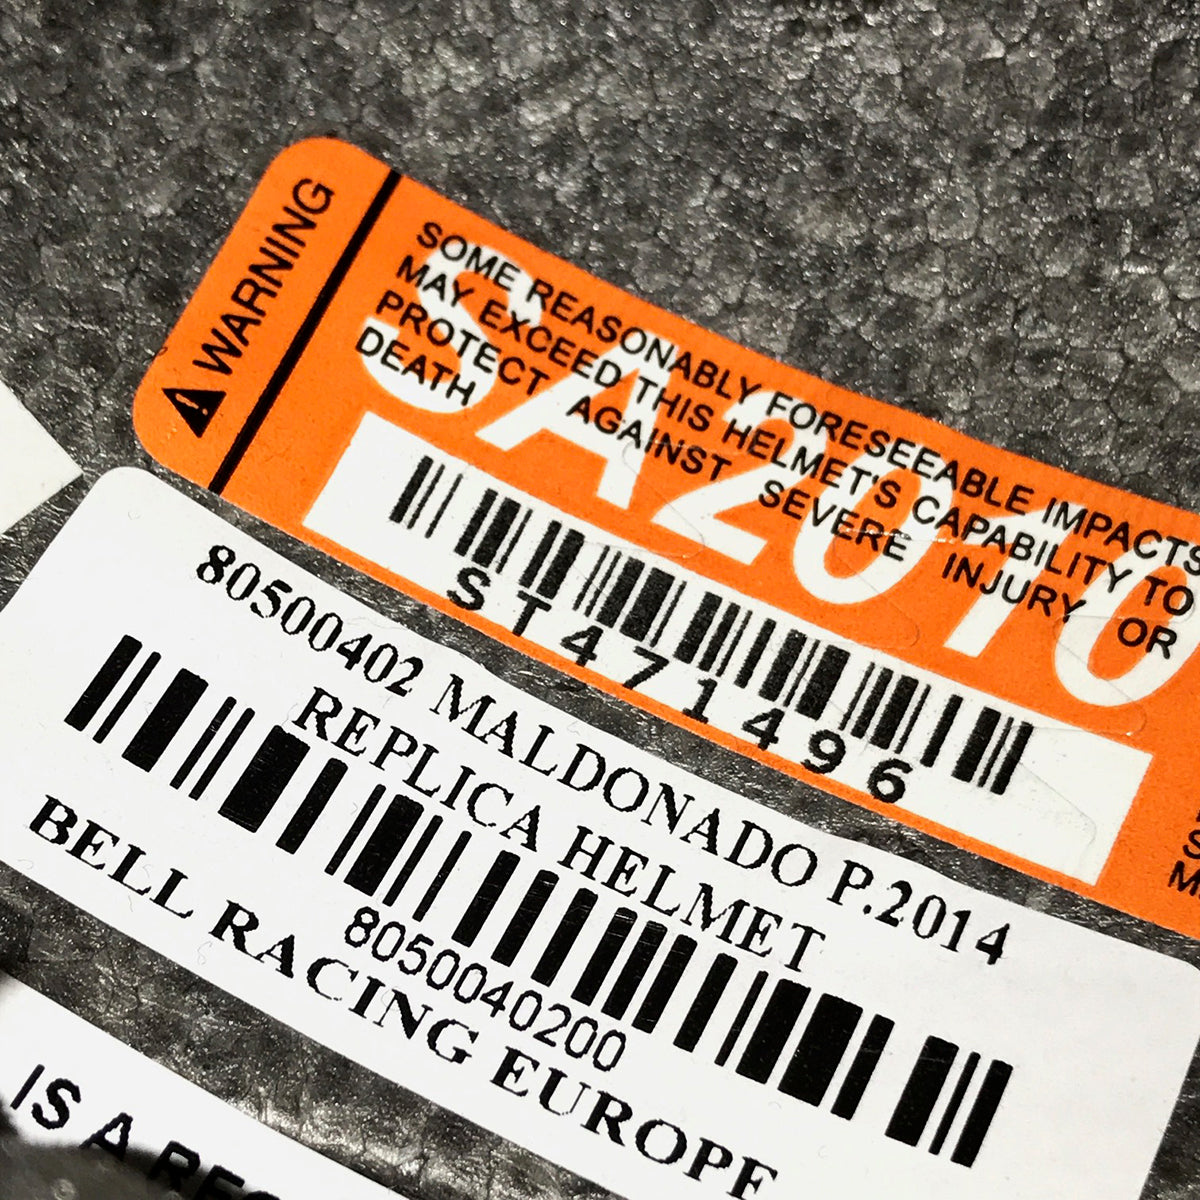 ⚠ WARNING
SA2010
SOME REASONABLY FORESEEABLE IMPACTS
MAY EXCEED THIS HELMET'S CAPABILITY TO
PROTECT AGAINST SEVERE INJURY OR
DEATH
ST471496
80500402 MALDONADO P.2014
REPLICA HELMET
8050040200
BELL RACING EUROPE
IS A